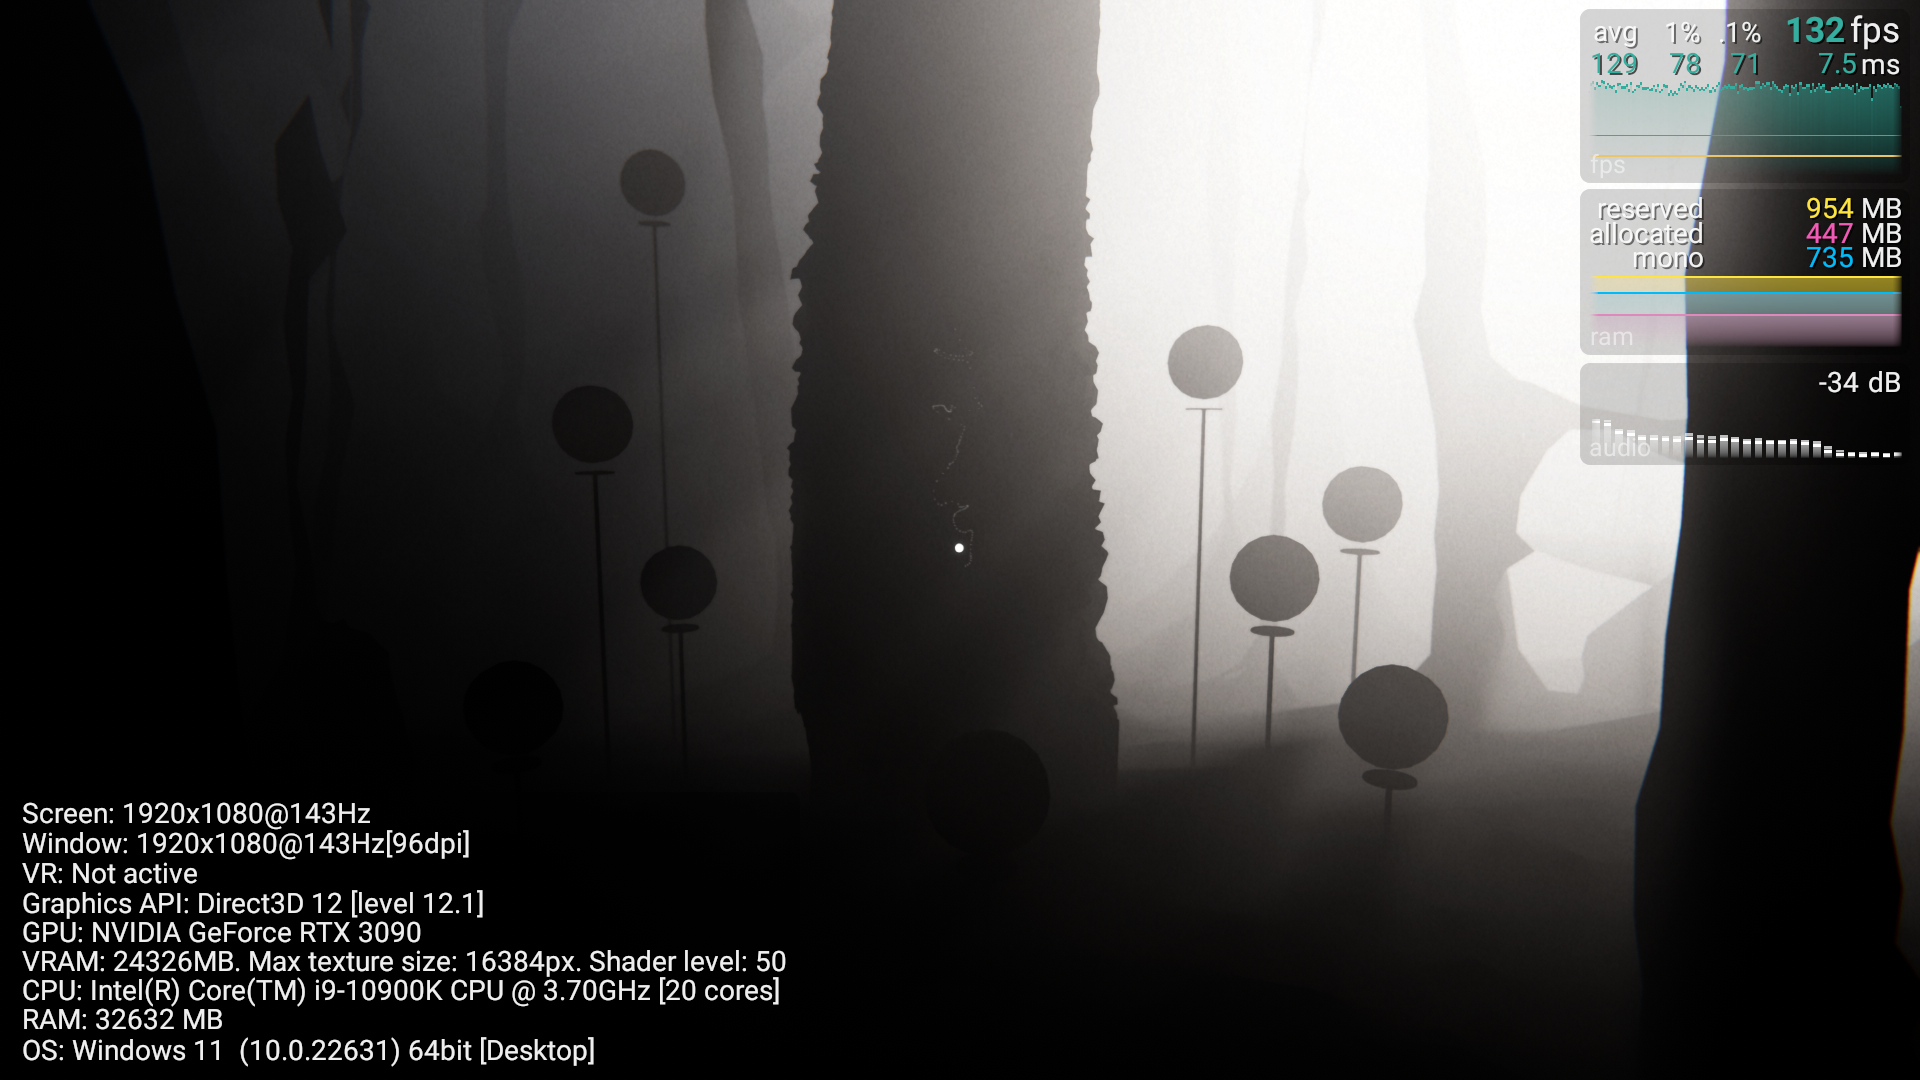 avg 1% .1% 132 fps
129 78 71 7.5 ms
fps
reserved 954 MB
allocated 447 MB
mono 735 MB
ram
-34 dB
audio
Screen: 1920x1080@143Hz
Window: 1920x1080@143Hz[96dpi]
VR: Not active
Graphics API: Direct3D 12 [level 12.1]
GPU: NVIDIA GeForce RTX 3090
VRAM: 24326MB. Max texture size: 16384px. Shader level: 50
CPU: Intel(R) Core(TM) i9-10900K CPU @ 3.70GHz [20 cores]
RAM: 32632 MB
OS: Windows 11  (10.0.22631) 64bit [Desktop]